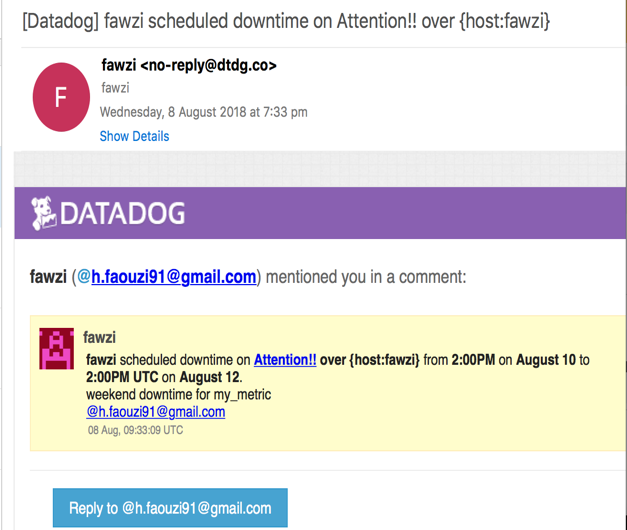 [Datadog] fawzi scheduled downtime on Attention!! over {host:fawzi}
F
fawzi <no-reply@dtdg.co>
fawzi
Wednesday, 8 August 2018 at 7:33 pm
Show Details
DATADOG
fawzi (@h.faouzi91@gmail.com) mentioned you in a comment:
fawzi
fawzi scheduled downtime on Attention!! over {host:fawzi} from 2:00PM on August 10 to
2:00PM UTC on August 12.
weekend downtime for my_metric
@h.faouzi91@gmail.com
08 Aug, 09:33:09 UTC
Reply to @h.faouzi91@gmail.com